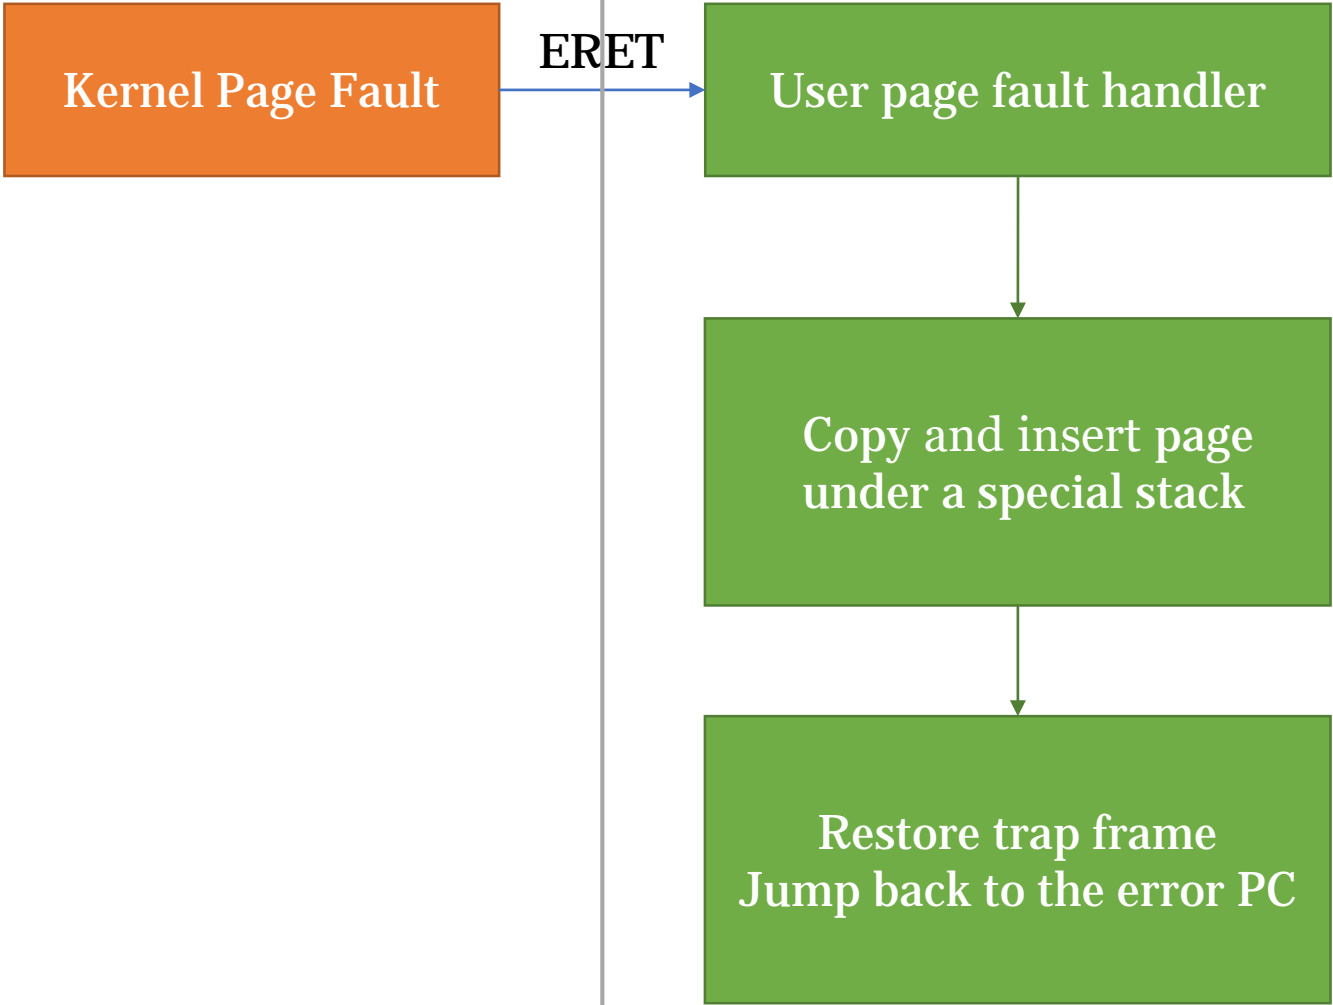 Kernel Page Fault
ERET
User page fault handler
Copy and insert page
under a special stack
Restore trap frame
Jump back to the error PC